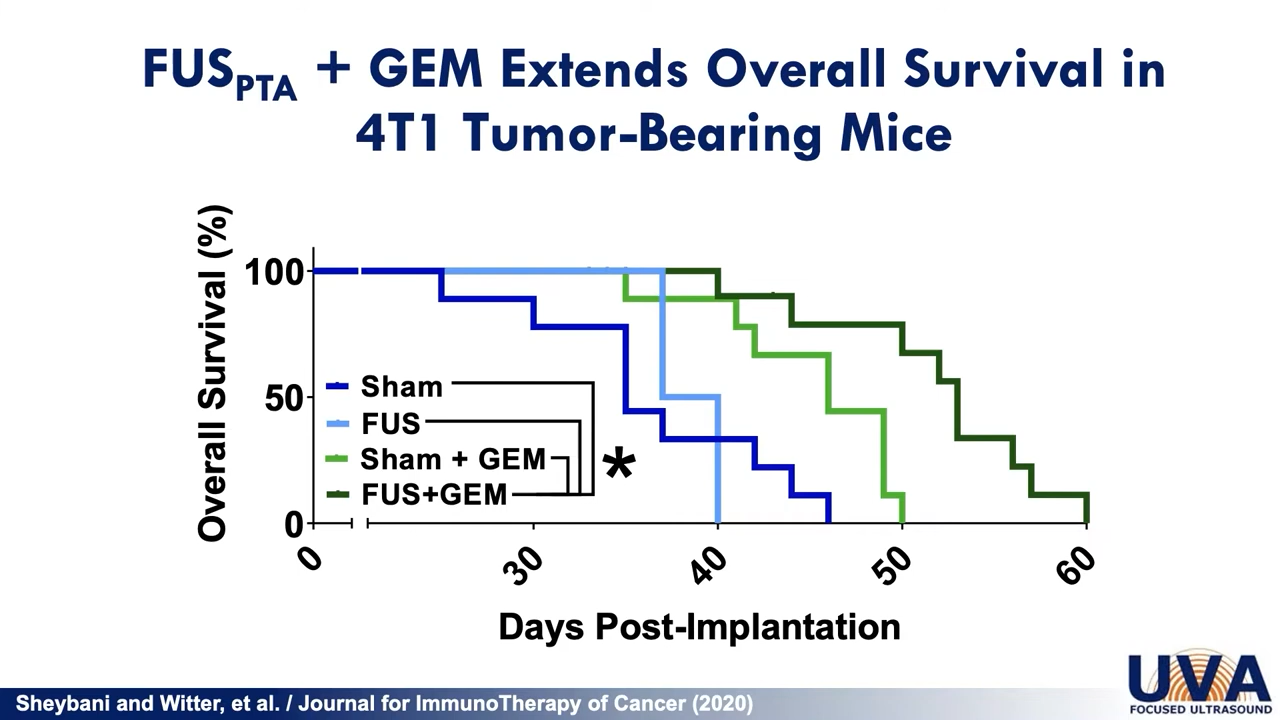 FUSPTA + GEM Extends Overall Survival in
4T1 Tumor-Bearing Mice
Overall Survival (%)
100
50
0
Sham
FUS
Sham + GEM
FUS+GEM
*
0
30
40
50
60
Days Post-Implantation
Sheybani and Witter, et al. / Journal for ImmunoTherapy of Cancer (2020)
UVA
FOCUSED ULTRASOUND